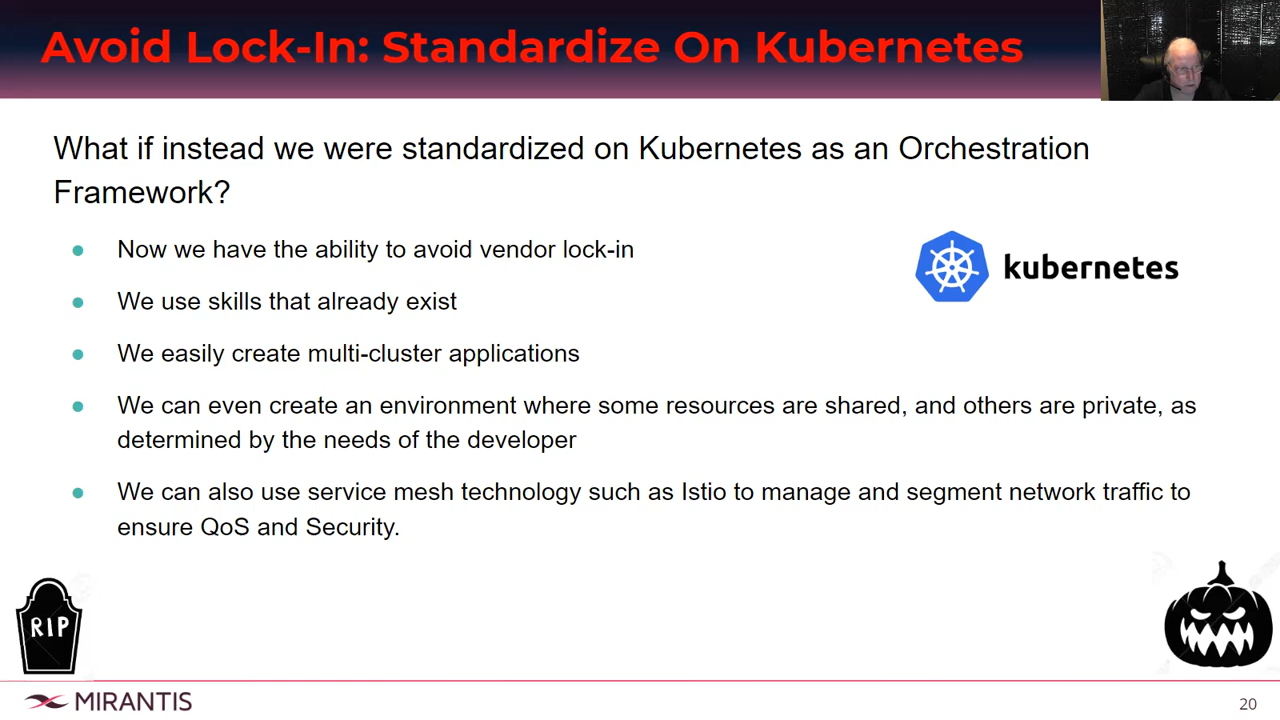 Avoid Lock-In: Standardize On Kubernetes
What if instead we were standardized on Kubernetes as an Orchestration
Framework?
● Now we have the ability to avoid vendor lock-in
kubernetes
● We use skills that already exist
● We easily create multi-cluster applications
● We can even create an environment where some resources are shared, and others are private, as
determined by the needs of the developer
● We can also use service mesh technology such as Istio to manage and segment network traffic to
ensure QoS and Security.
RIP
MIRANTIS
20